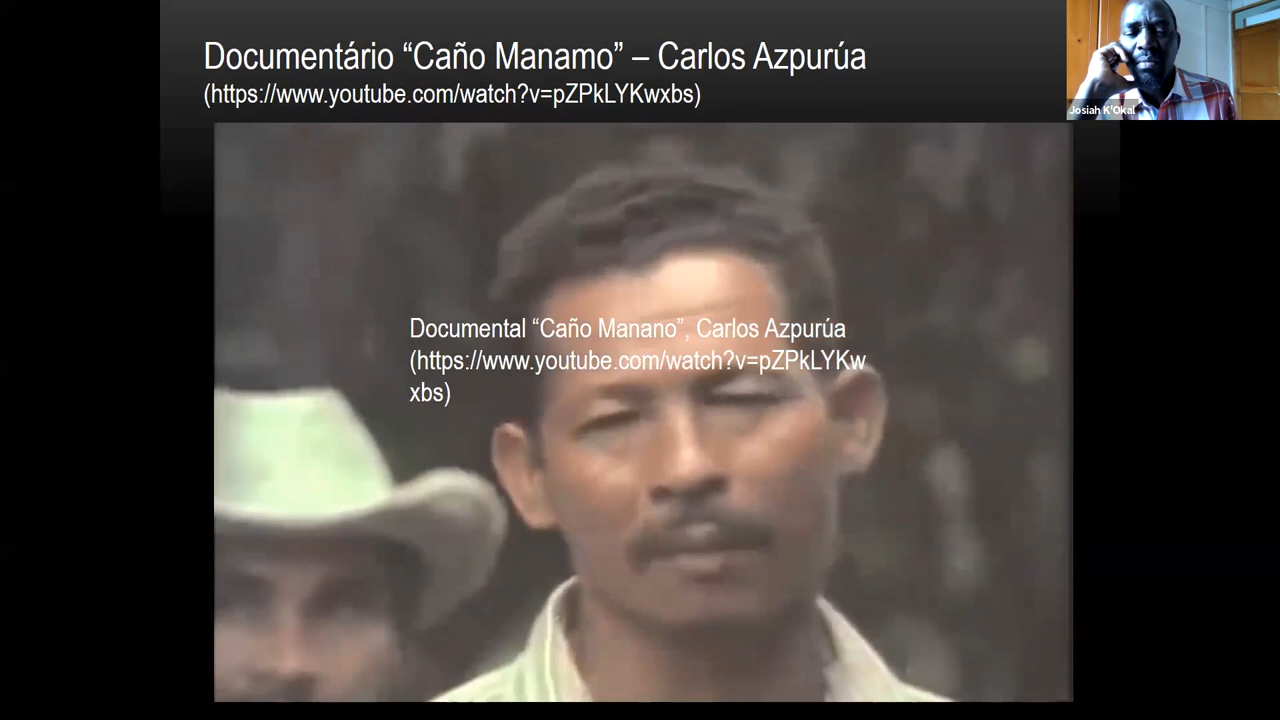 Documentário “Caño Manamo” – Carlos Azpurúa
(https://www.youtube.com/watch?v=pZPkLYKwxbs)
Josiah K'Okal
Documental “Caño Manano”, Carlos Azpurúa
(https://www.youtube.com/watch?v=pZPkLYKw
xbs)